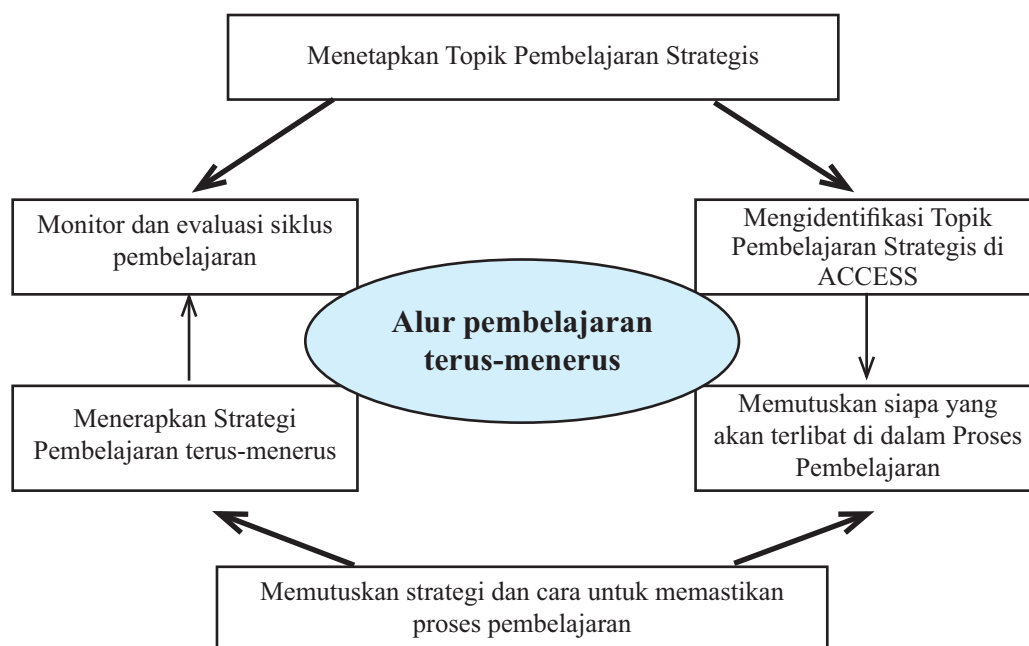 Menetapkan Topik Pembelajaran Strategis
Monitor dan evaluasi siklus
pembelajaran
Mengidentifikasi Topik
Pembelajaran Strategis di
ACCESS
Alur pembelajaran
terus-menerus
Menerapkan Strategi
Pembelajaran terus-menerus
Memutuskan siapa yang
akan terlibat di dalam Proses
Pembelajaran
Memutuskan strategi dan cara untuk memastikan
proses pembelajaran